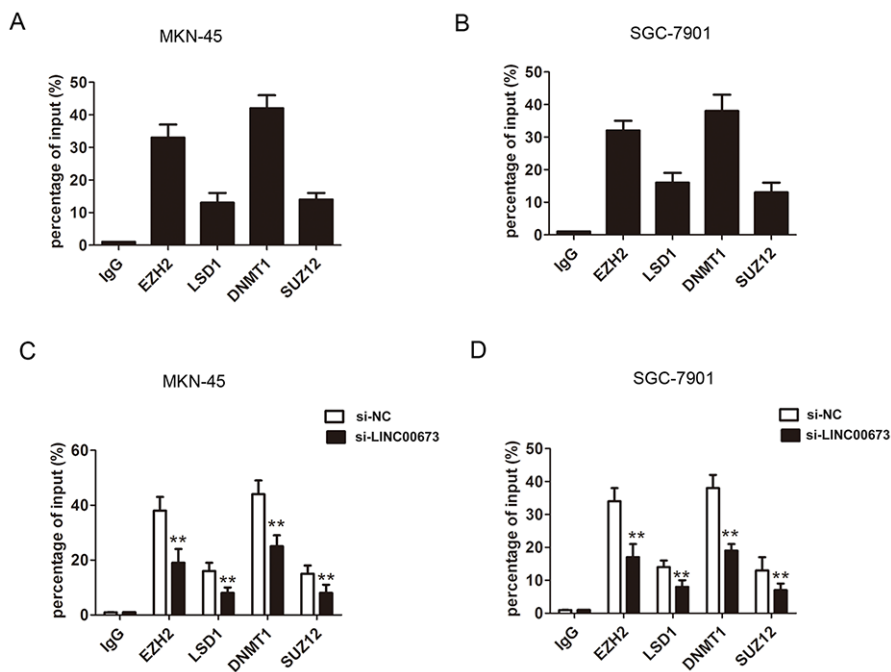 A
MKN-45
percentage of input (%)
50
40
30
20
10
0
IgG
EZH2
LSD1
DNMT1
SUZ12
B
SGC-7901
percentage of input (%)
50
40
30
20
10
0
IgG
EZH2
LSD1
DNMT1
SUZ12
C
MKN-45
si-NC
si-LINC00673
percentage of input (%)
60
40
20
0
**
**
**
**
IgG
EZH2
LSD1
DNMT1
SUZ12
D
SGC-7901
si-NC
si-LINC00673
percentage of input (%)
50
40
30
20
10
0
**
**
**
**
IgG
EZH2
LSD1
DNMT1
SUZ12